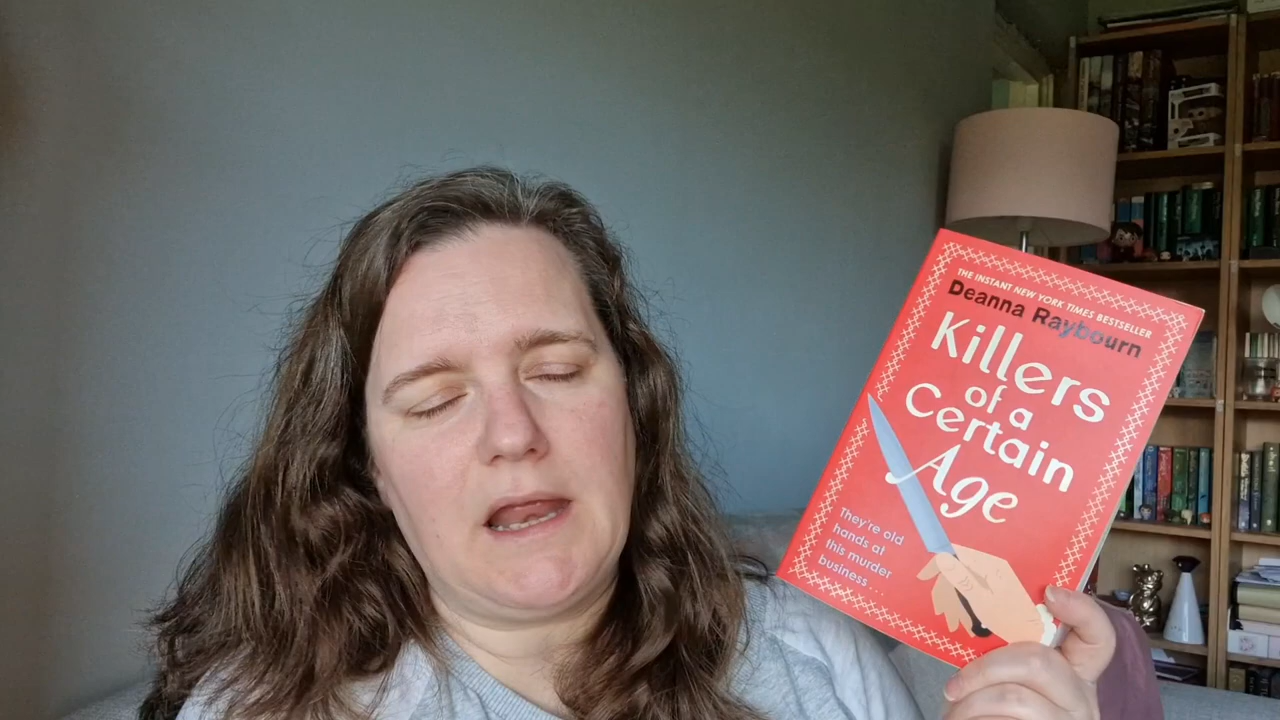 THE INSTANT NEW YORK TIMES BESTSELLER
Deanna Raybourn
Killers
of a
Certain
Age
They're old
hands at
this murder
business....